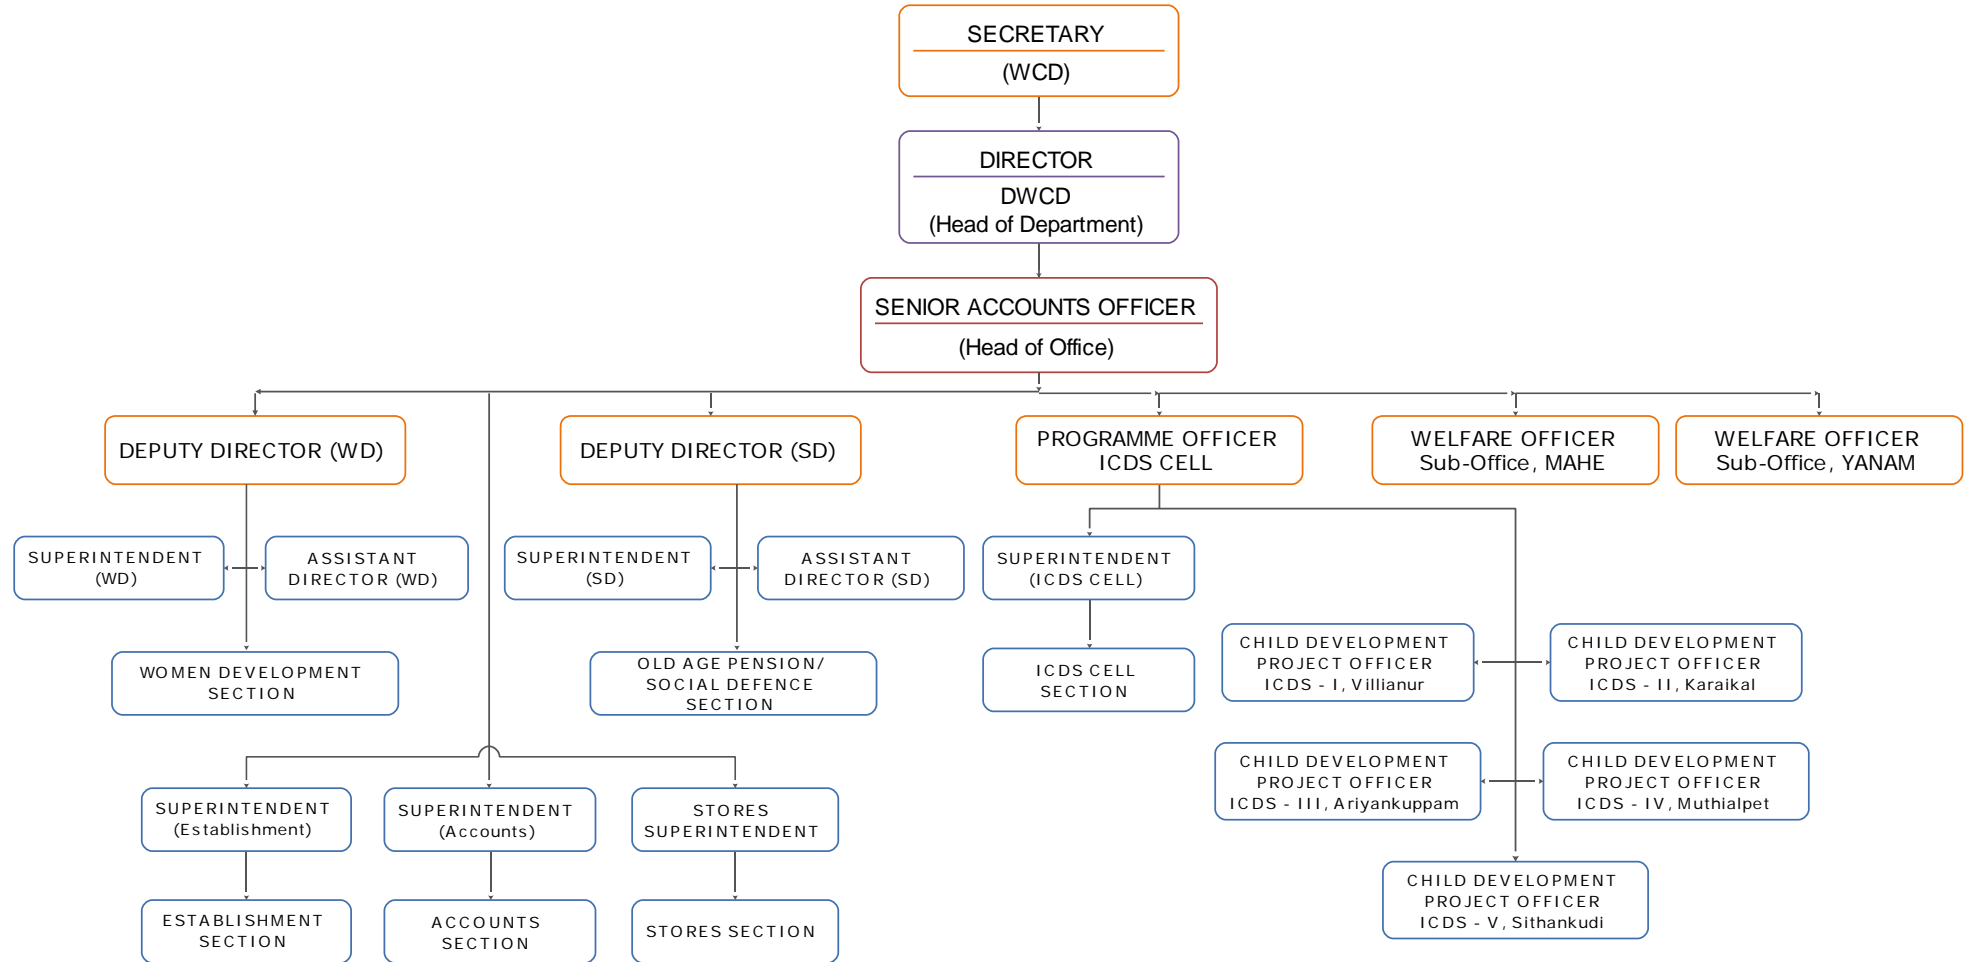 SECRETARY
(WCD)
DIRECTOR
DWCD
(Head of Department)
SENIOR ACCOUNTS OFFICER
(Head of Office)
DEPUTY DIRECTOR (WD)
DEPUTY DIRECTOR (SD)
PROGRAMME OFFICER
ICDS CELL
WELFARE OFFICER
Sub-Office, MAHE
WELFARE OFFICER
Sub-Office, YANAM
SUPERINTENDENT
(WD)
ASSISTANT
DIRECTOR (WD)
SUPERINTENDENT
(SD)
ASSISTANT
DIRECTOR (SD)
SUPERINTENDENT
(ICDS CELL)
WOMEN DEVELOPMENT
SECTION
OLD AGE PENSION/
SOCIAL DEFENCE
SECTION
ICDS CELL
SECTION
CHILD DEVELOPMENT
PROJECT OFFICER
ICDS - I, Villianur
CHILD DEVELOPMENT
PROJECT OFFICER
ICDS - II, Karaikal
CHILD DEVELOPMENT
PROJECT OFFICER
ICDS - III, Ariyankuppam
CHILD DEVELOPMENT
PROJECT OFFICER
ICDS - IV, Muthialpet
SUPERINTENDENT
(Establishment)
SUPERINTENDENT
(Accounts)
STORES
SUPERINTENDENT
CHILD DEVELOPMENT
PROJECT OFFICER
ICDS - V, Sithankudi
ESTABLISHMENT
SECTION
ACCOUNTS
SECTION
STORES SECTION